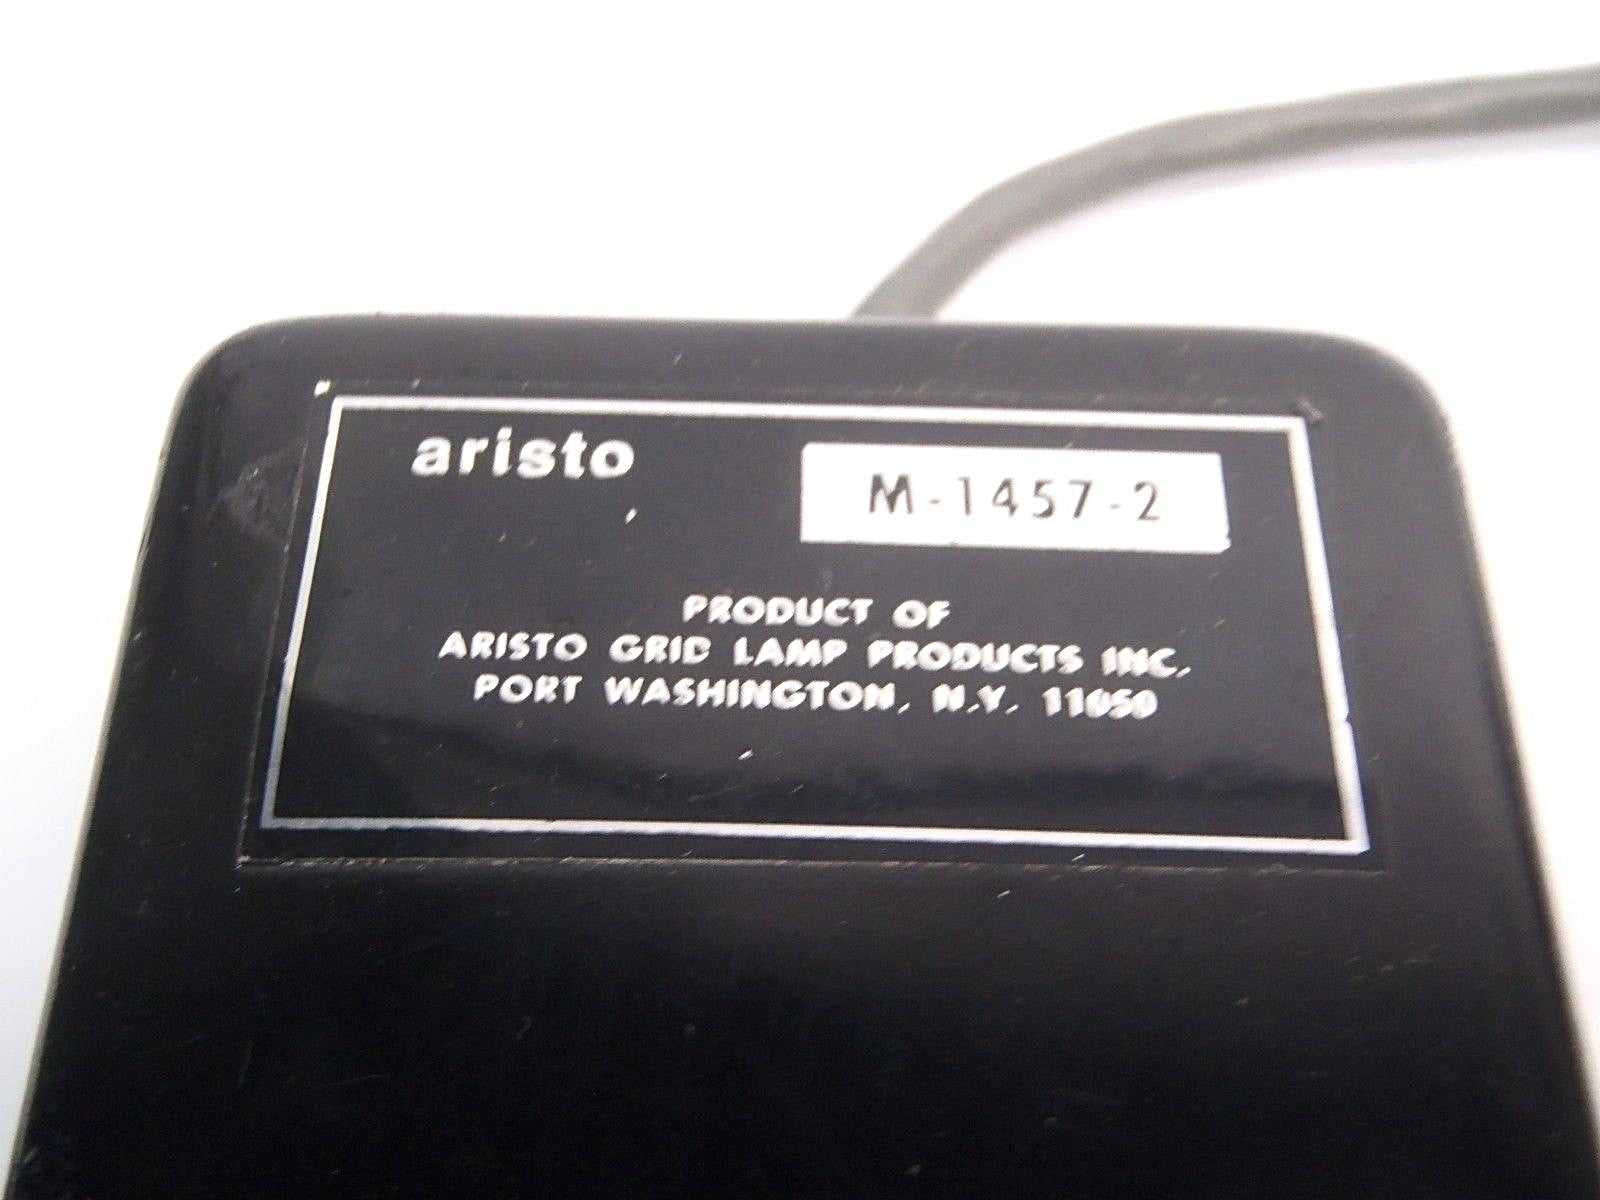 aristo
M-1457-2
PRODUCT OF
ARISTO GRID LAMP PRODUCTS INC.
PORT WASHINGTON, N.Y. 11050